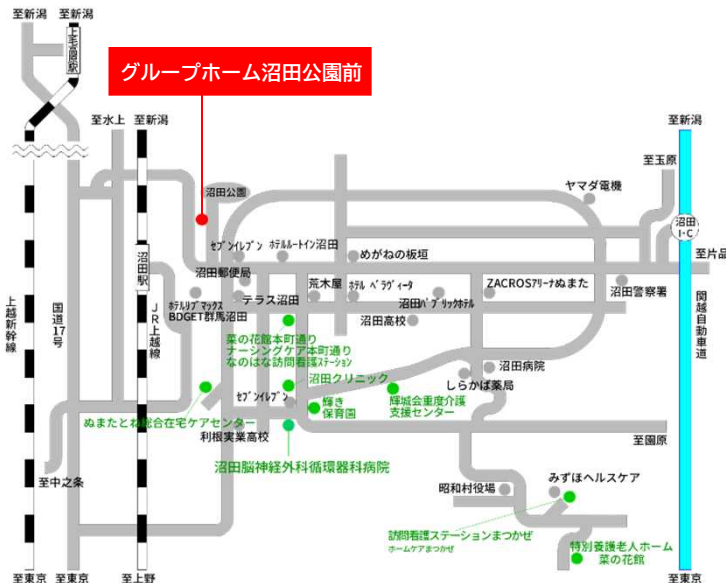 至新潟
至新潟
上毛高原駅
グループホーム沼田公園前
至水上
至新潟
至新潟
至玉原
沼田公園
ヤマダ電機
沼田
I・C
セブンイレブン
ホテルルートイン沼田
めがねの板垣
至片品
沼田駅
沼田郵便局
荒木屋
ホテル ベラヴィータ
ZACROSアリーナぬまた
沼田警察署
上越新幹線
国道17号
JR上越線
ホテルリブマックス
BDGET群馬沼田
テラス沼田
沼田パブリックホテル
沼田高校
関越自動車道
菜の花館本町通り
ナーシングケア本町通り
なのはな訪問看護ステーション
沼田クリニック
沼田病院
しらかば薬局
セブンイレブン
輝き
保育園
輝城会重度介護
支援センター
ぬまたとね総合在宅ケアセンター
利根実業高校
至園原
沼田脳神経外科循環器科病院
至中之条
昭和村役場
みずほヘルスケア
訪問看護ステーションまつかぜ
ホームケアまつかぜ
特別養護老人ホーム
菜の花館
至東京
至東京
至上野
至東京